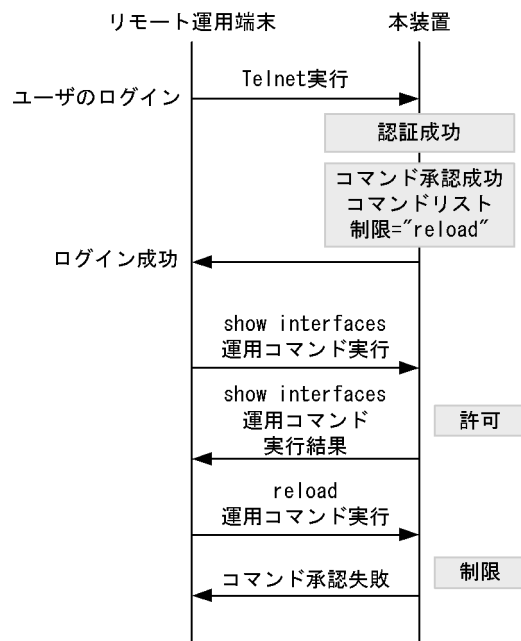 リモート運用端末
本装置
Telnet実行
ユーザのログイン
認証成功
コマンド承認成功
コマンドリスト
制限="reload"
ログイン成功
show interfaces
運用コマンド実行
show interfaces
運用コマンド
実行結果
許可
reload
運用コマンド実行
制限
コマンド承認失敗